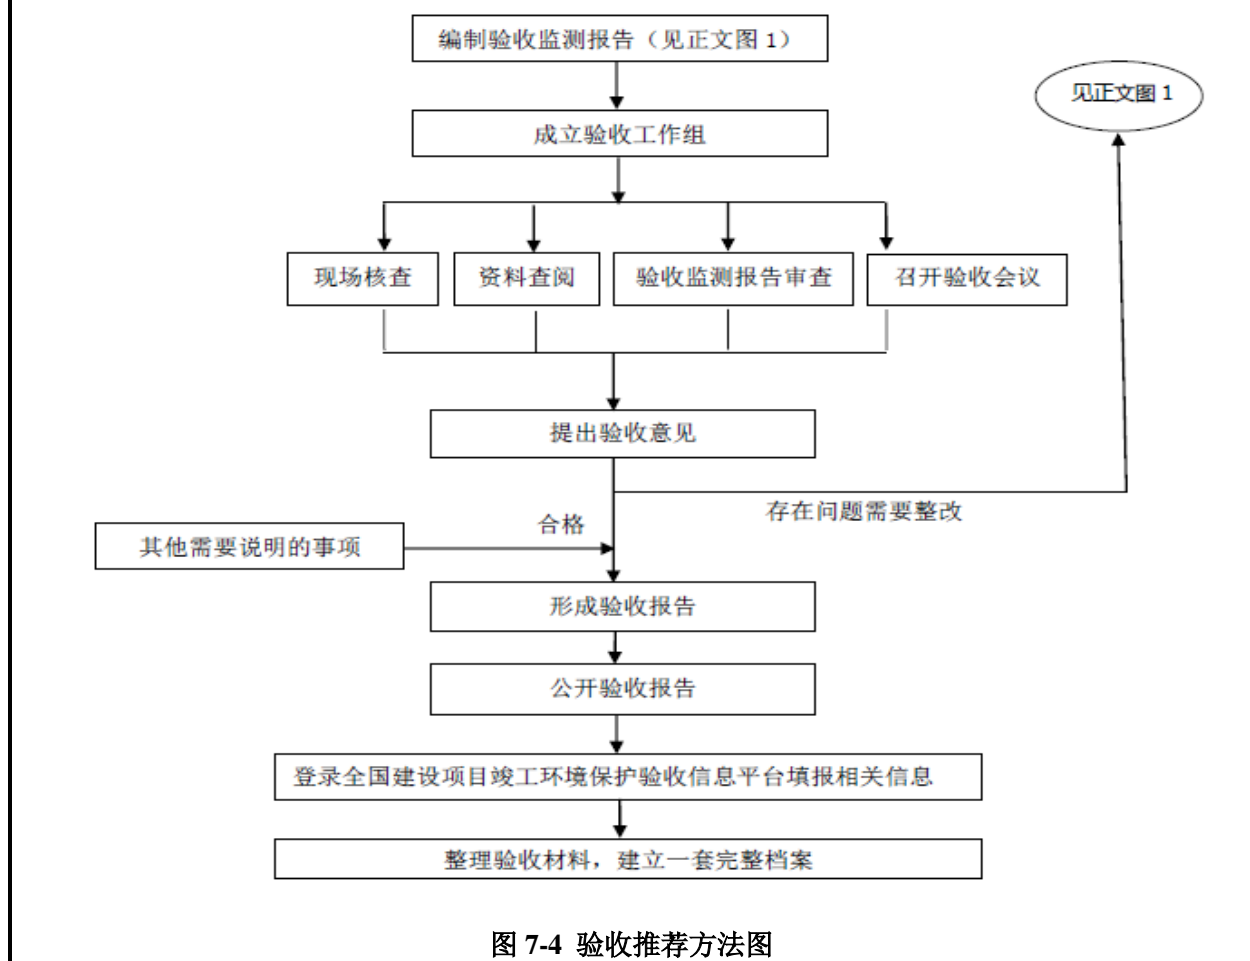 编制验收监测报告（见正文图 1）
见正文图 1
成立验收工作组
现场核查
资料查阅
验收监测报告审查
召开验收会议
提出验收意见
存在问题需要整改
合格
其他需要说明的事项
形成验收报告
公开验收报告
登录全国建设项目竣工环境保护验收信息平台填报相关信息
整理验收材料，建立一套完整档案
图 7-4 验收推荐方法图